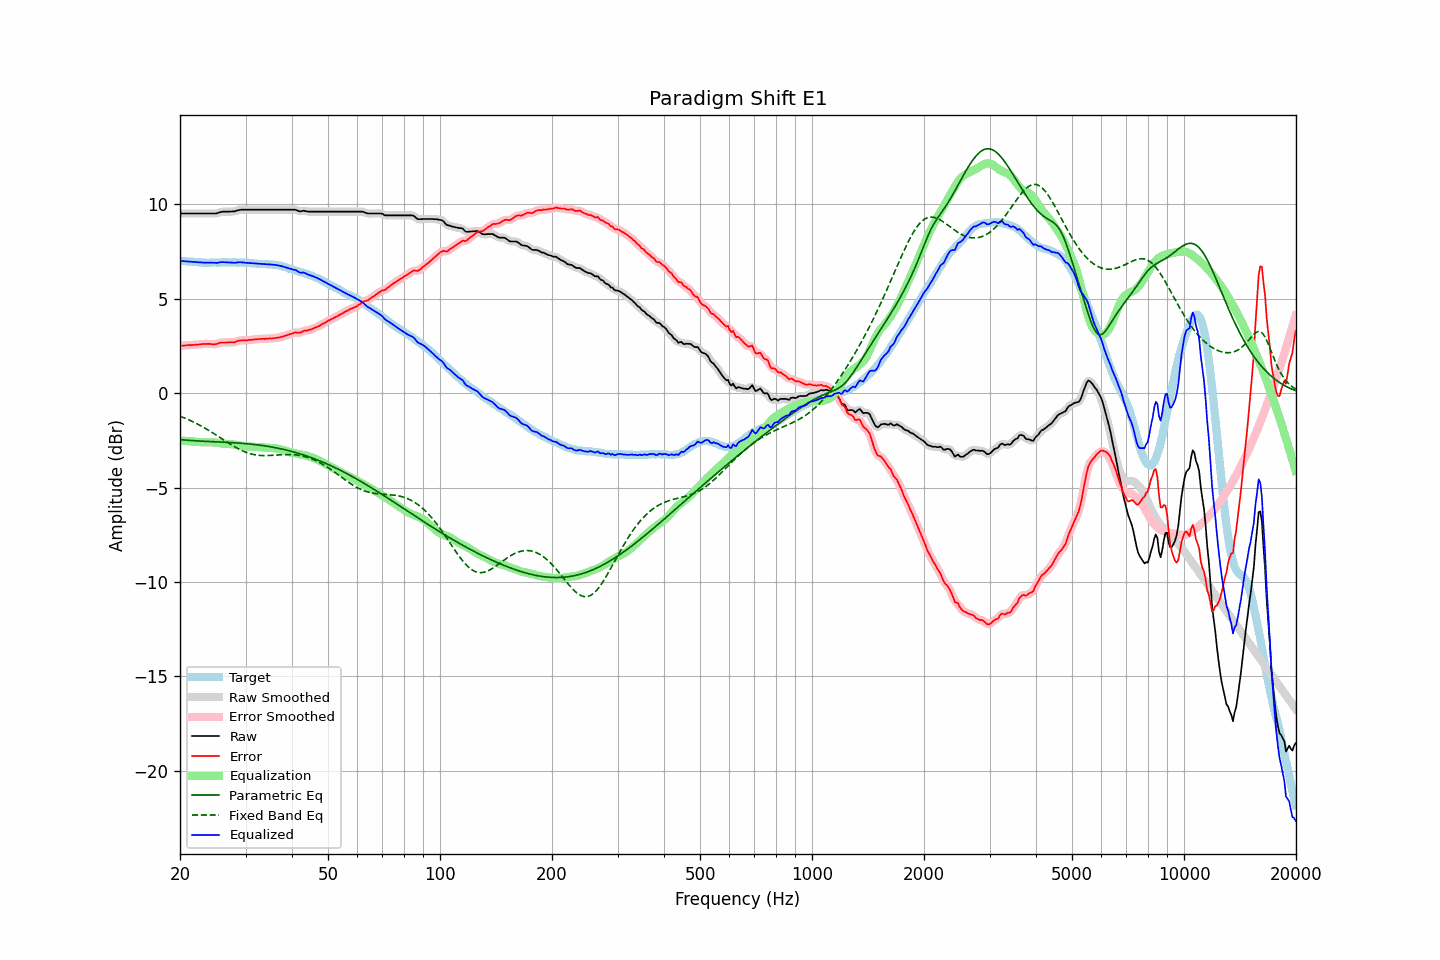 Paradigm Shift E1
Amplitude (dBr)
10
5
0
−5
−10
−15
−20
Target
Raw Smoothed
Error Smoothed
Raw
Error
Equalization
Parametric Eq
Fixed Band Eq
Equalized
20 50 100 200 500 1000 2000 5000 10000 20000
Frequency (Hz)